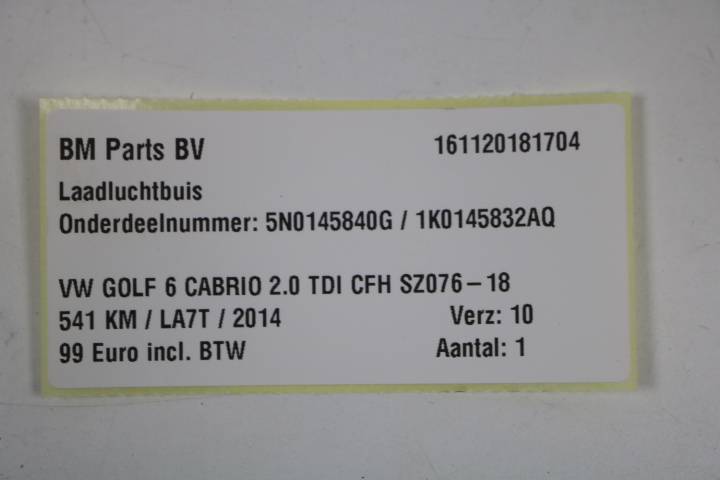 BM Parts BV 161120181704
Laadluchtbuis
Onderdeelnummer: 5N0145840G / 1K0145832AQ
VW GOLF 6 CABRIO 2.0 TDI CFH SZ076-18
541 KM / LA7T / 2014 Verz: 10
99 Euro incl. BTW Aantal: 1